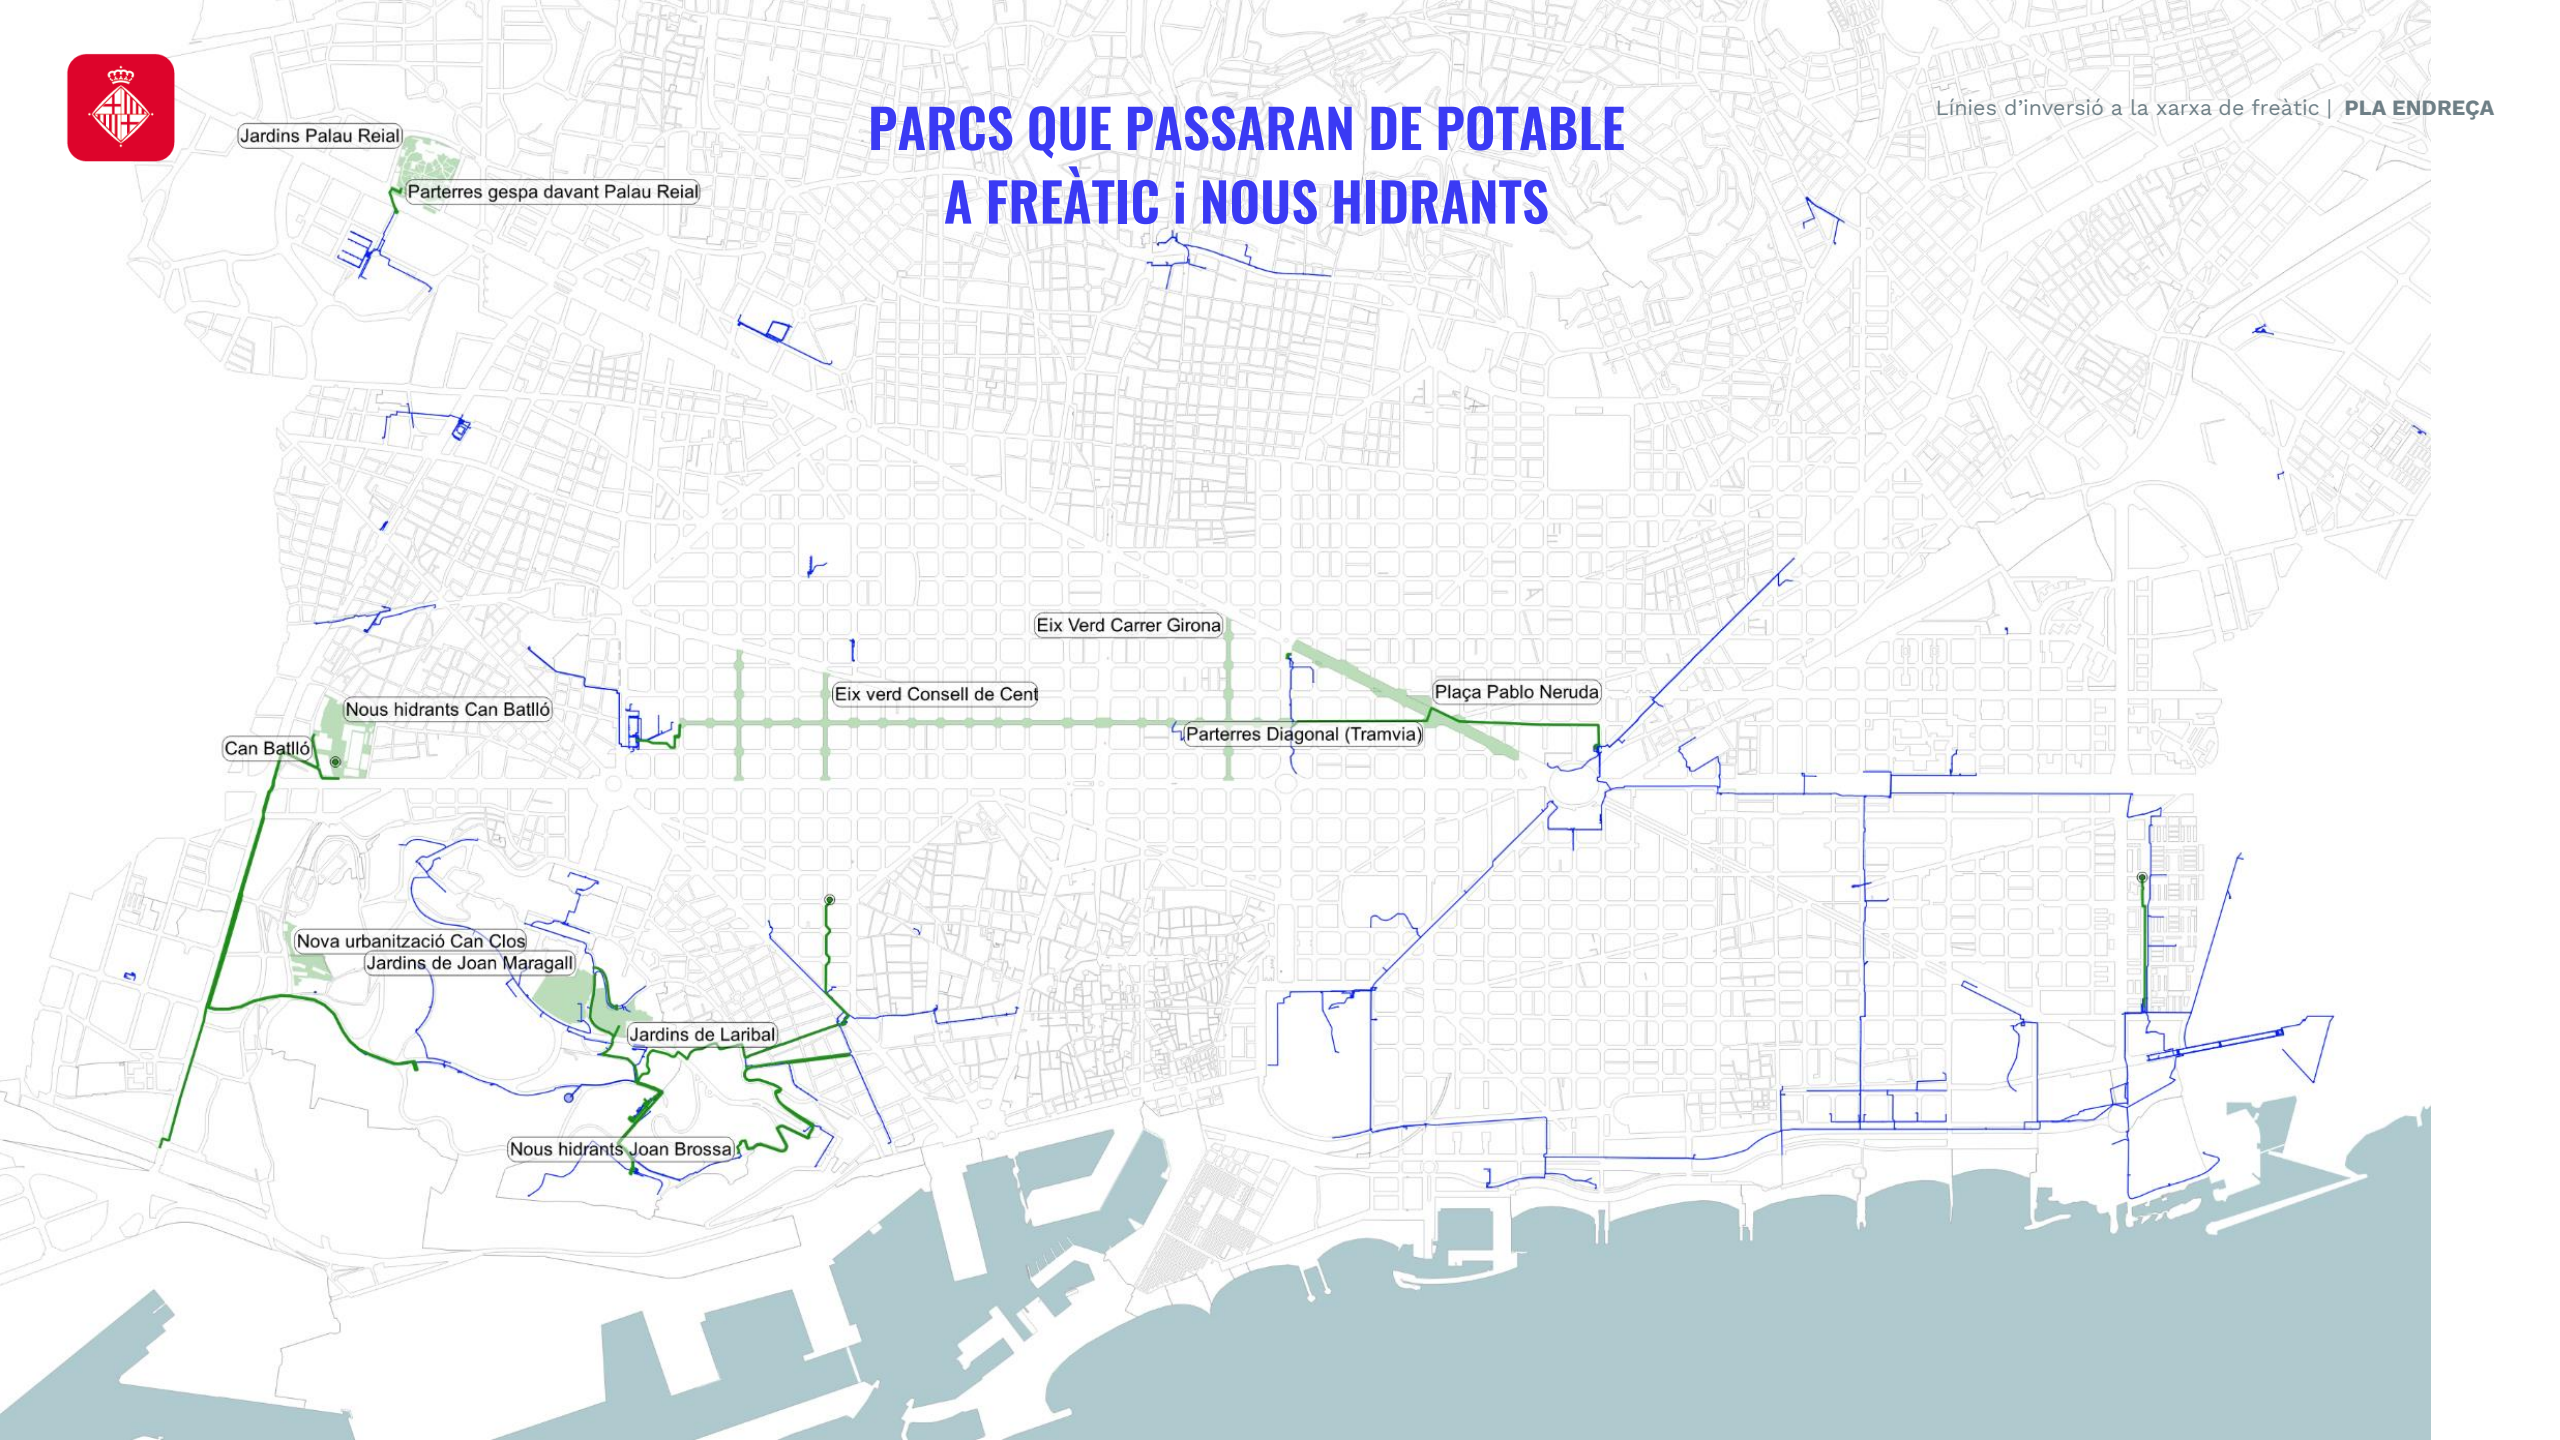 Línies d'inversió a la xarxa de freàtic | PLA ENDREÇA
PARCS QUE PASSARAN DE POTABLE
A FREÀTIC i NOUS HIDRANTS
Jardins Palau Reial
Parterres gespa davant Palau Reial
Eix Verd Carrer Girona
Eix verd Consell de Cent
Plaça Pablo Neruda
Nous hidrants Can Batlló
Parterres Diagonal (Tramvia)
Can Batlló
Nova urbanització Can Clos
Jardins de Joan Maragall
Jardins de Laribal
Nous hidrants Joan Brossa